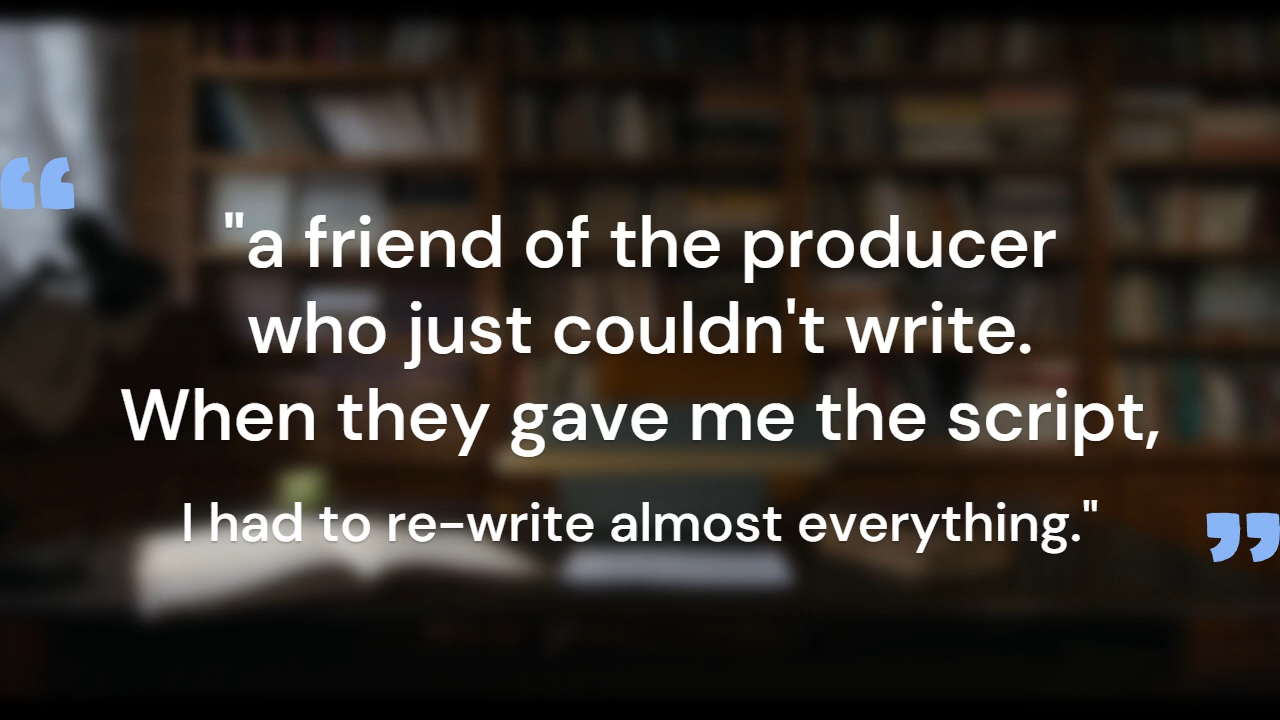 "a friend of the producer
who just couldn't write.
When they gave me the script,
I had to re-write almost everything."